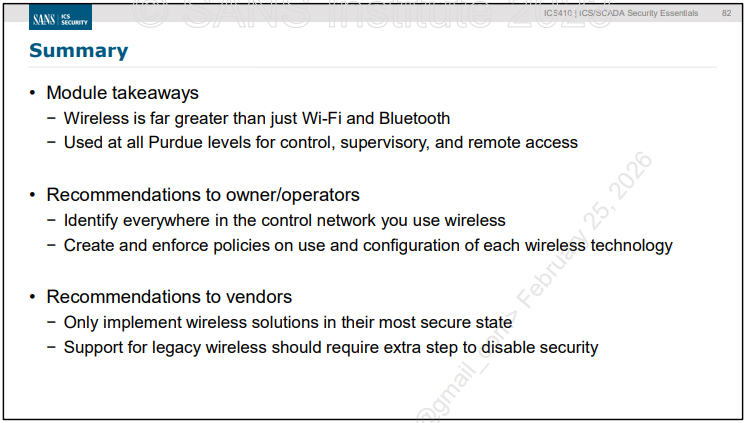 © SANS Institute 2026
SANS ICS SECURITY
ICS410 | ICS/SCADA Security Essentials 82
Summary
• Module takeaways
− Wireless is far greater than just Wi-Fi and Bluetooth
− Used at all Purdue levels for control, supervisory, and remote access
• Recommendations to owner/operators
− Identify everywhere in the control network you use wireless
− Create and enforce policies on use and configuration of each wireless technology
• Recommendations to vendors
− Only implement wireless solutions in their most secure state
− Support for legacy wireless should require extra step to disable security
@gmail_com> February 25, 2026